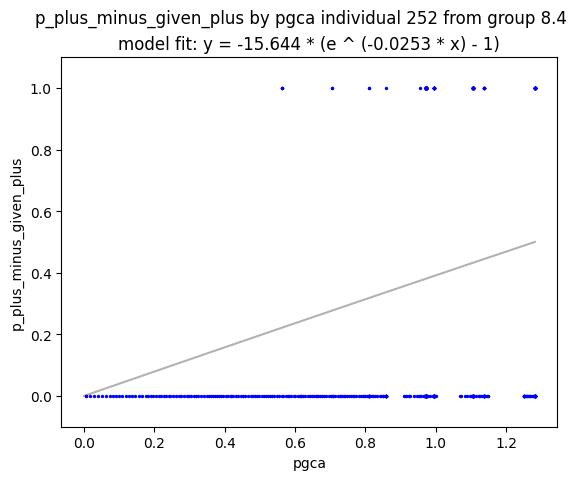 p_plus_minus_given_plus by pgca individual 252 from group 8.4
model fit: y = -15.644 * (e ^ (-0.0253 * x) - 1)
1.0
0.8
0.6
0.4
0.2
0.0
p_plus_minus_given_plus
0.0 0.2 0.4 0.6 0.8 1.0 1.2
pgca